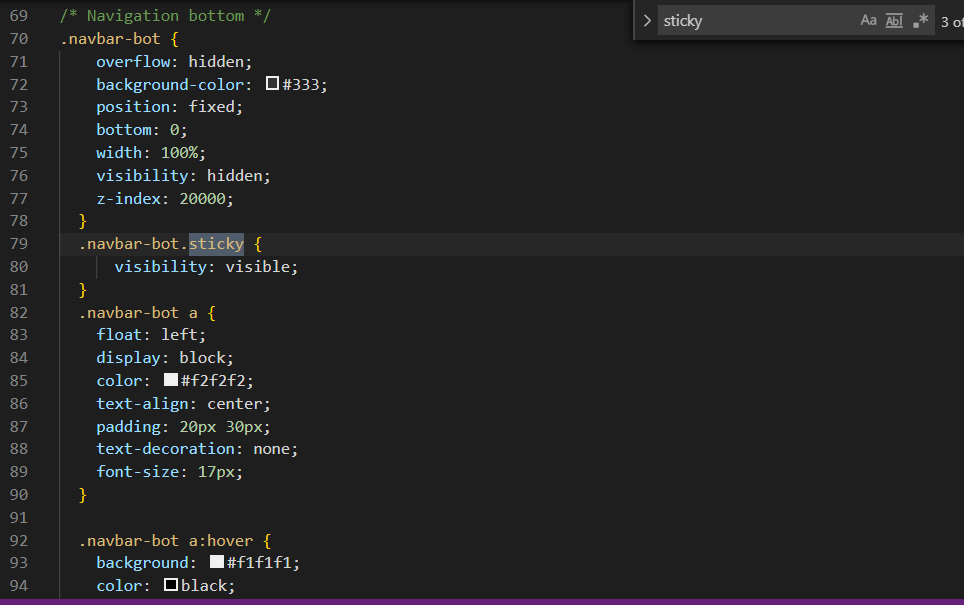 sticky
Aa Abl .* 3 of
69 /* Navigation bottom */
70 .navbar-bot {
71 overflow: hidden;
72 background-color: #333;
73 position: fixed;
74 bottom: 0;
75 width: 100%;
76 visibility: hidden;
77 z-index: 20000;
78 }
79 .navbar-bot.sticky {
80 visibility: visible;
81 }
82 .navbar-bot a {
83 float: left;
84 display: block;
85 color: #f2f2f2;
86 text-align: center;
87 padding: 20px 30px;
88 text-decoration: none;
89 font-size: 17px;
90 }
91
92 .navbar-bot a:hover {
93 background: #f1f1f1;
94 color: black;